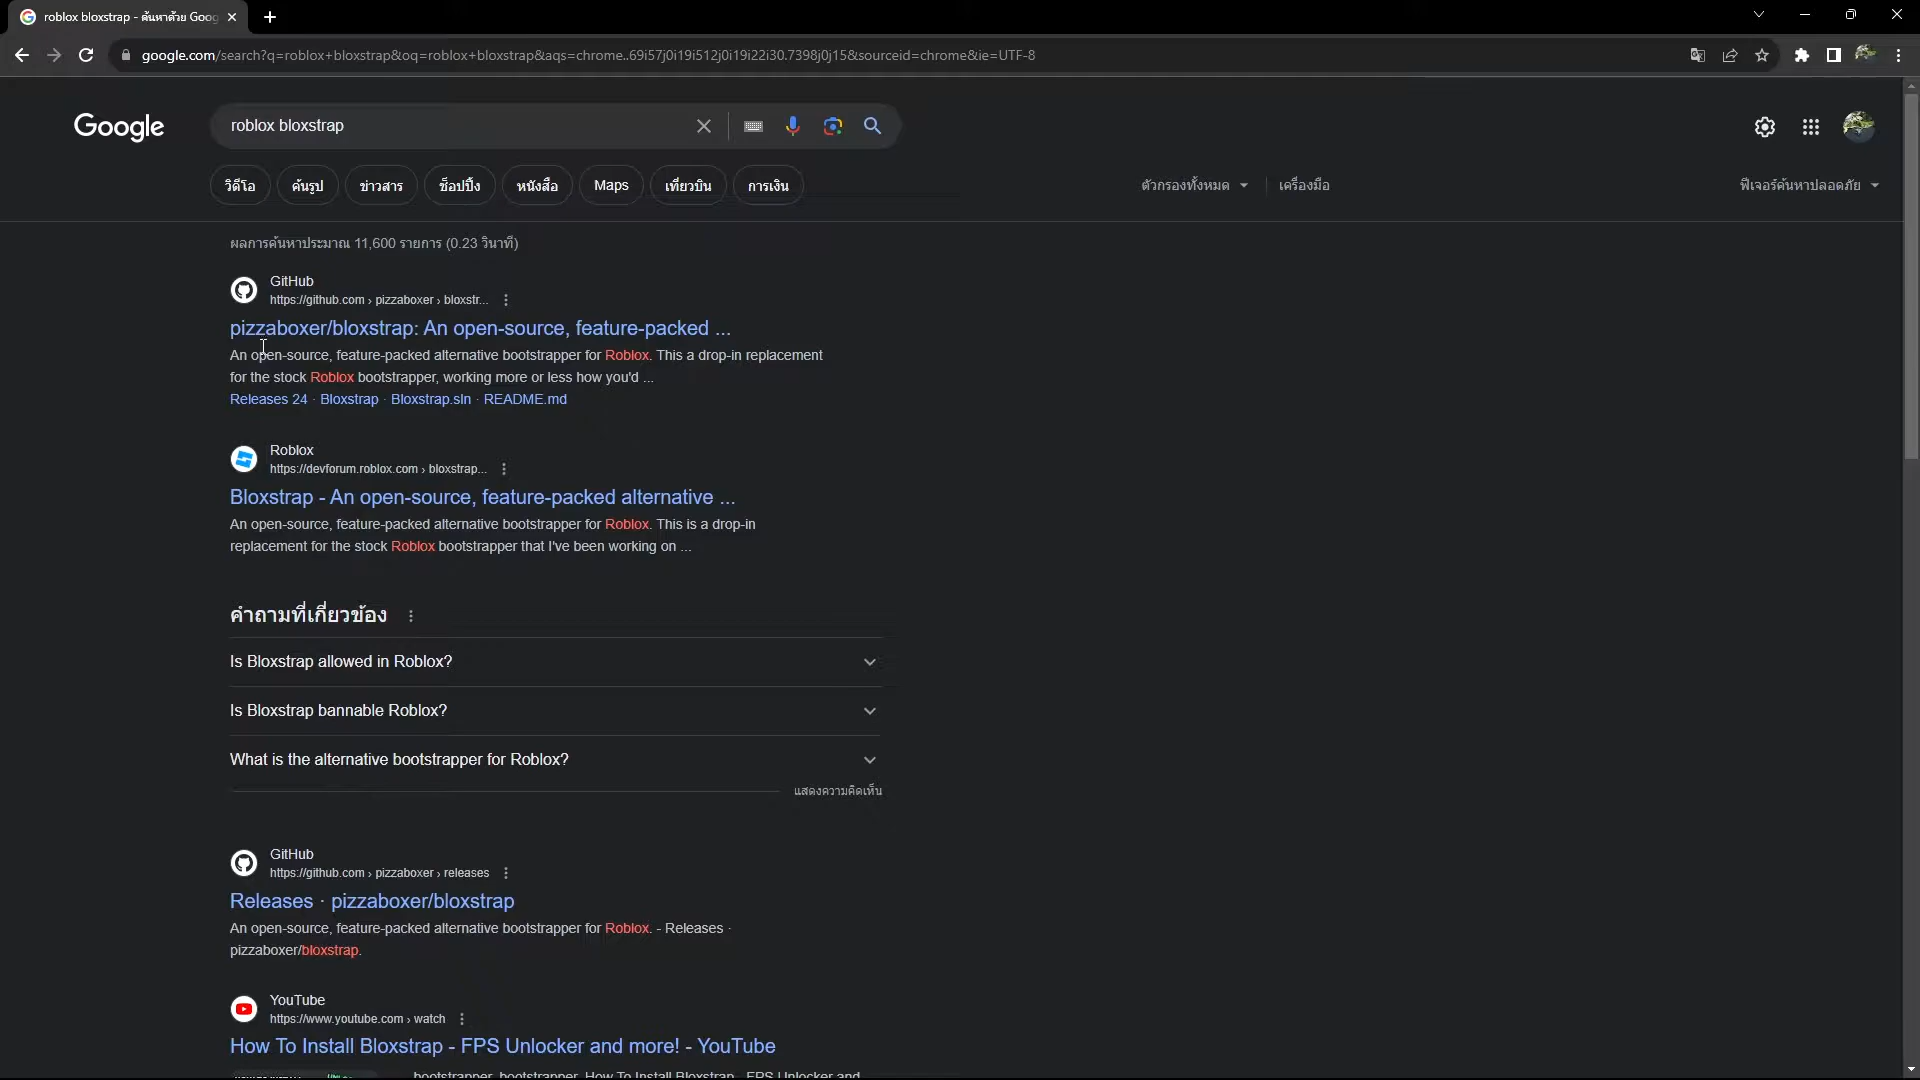 roblox bloxstrap - ค้นหาด้วย Goog
google.com/search?q=roblox+bloxstrap&oq=roblox+bloxstrap&aqs=chrome..69i57j0i19i512j0i19i22i30.7398j0j15&sourceid=chrome&ie=UTF-8
Google
roblox bloxstrap
วิดีโอ ค้นรูป ข่าวสาร ช็อปปิ้ง หนังสือ Maps เที่ยวบิน การเงิน ตัวกรองทั้งหมด เครื่องมือ ฟีเจอร์ค้นหาปลอดภัย
ผลการค้นหาประมาณ 11,600 รายการ (0.23 วินาที)
GitHub
https://github.com › pizzaboxer › bloxstr...
pizzaboxer/bloxstrap: An open-source, feature-packed ...
An open-source, feature-packed alternative bootstrapper for Roblox. This a drop-in replacement
for the stock Roblox bootstrapper, working more or less how you'd ...
Releases 24 · Bloxstrap · Bloxstrap.sln · README.md
Roblox
https://devforum.roblox.com › bloxstrap...
Bloxstrap - An open-source, feature-packed alternative ...
An open-source, feature-packed alternative bootstrapper for Roblox. This is a drop-in
replacement for the stock Roblox bootstrapper that I've been working on ...
คำถามที่เกี่ยวข้อง
Is Bloxstrap allowed in Roblox?
Is Bloxstrap bannable Roblox?
What is the alternative bootstrapper for Roblox?
แสดงความคิดเห็น
GitHub
https://github.com › pizzaboxer › releases
Releases · pizzaboxer/bloxstrap
An open-source, feature-packed alternative bootstrapper for Roblox. - Releases ·
pizzaboxer/bloxstrap.
YouTube
https://www.youtube.com › watch
How To Install Bloxstrap - FPS Unlocker and more! - YouTube
bootstrapper, bootstrapper, How To Install Bloxstrap - FPS Unlocker and